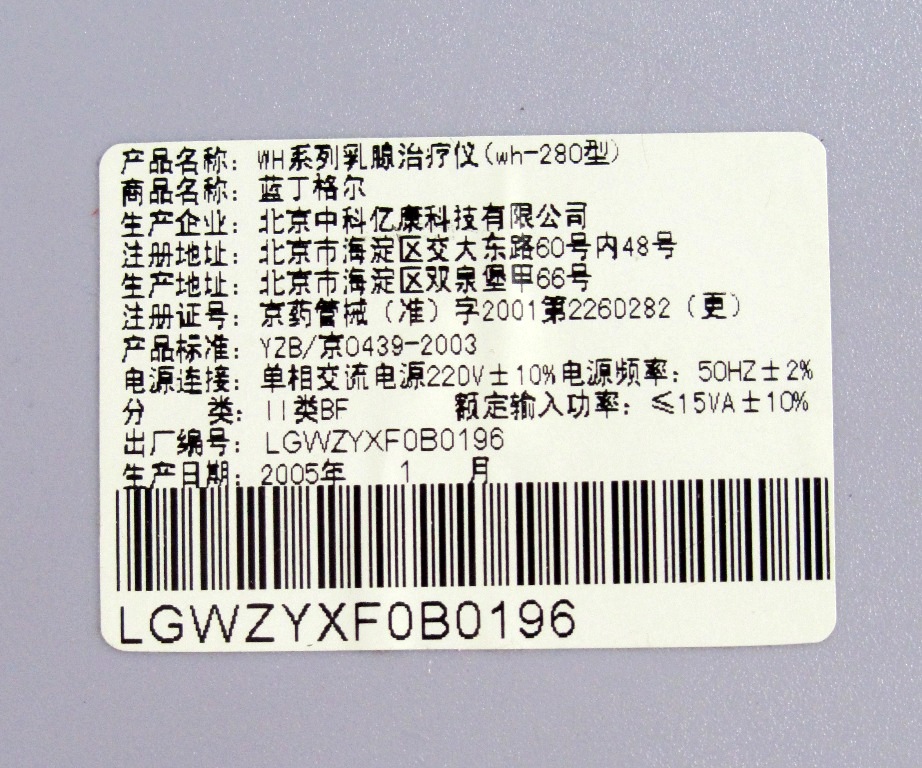 产品名称：WH系列乳腺治疗仪(wh-280型)
商品名称：蓝丁格尔
生产企业：北京中科亿康科技有限公司
注册地址：北京市海淀区交大东路60号内48号
生产地址：北京市海淀区双泉堡甲66号
注册证号：京药管械（准）字2001第2260282（更）
产品标准：YZB/京0439-2003
电源连接：单相交流电源220V±10%电源频率：50HZ±2%
分　　类：II类BF　　　　额定输入功率：≤15VA±10%
出厂编号：LGWZYXF0B0196
生产日期：2005年　　1　　月
LGWZYXF0B0196